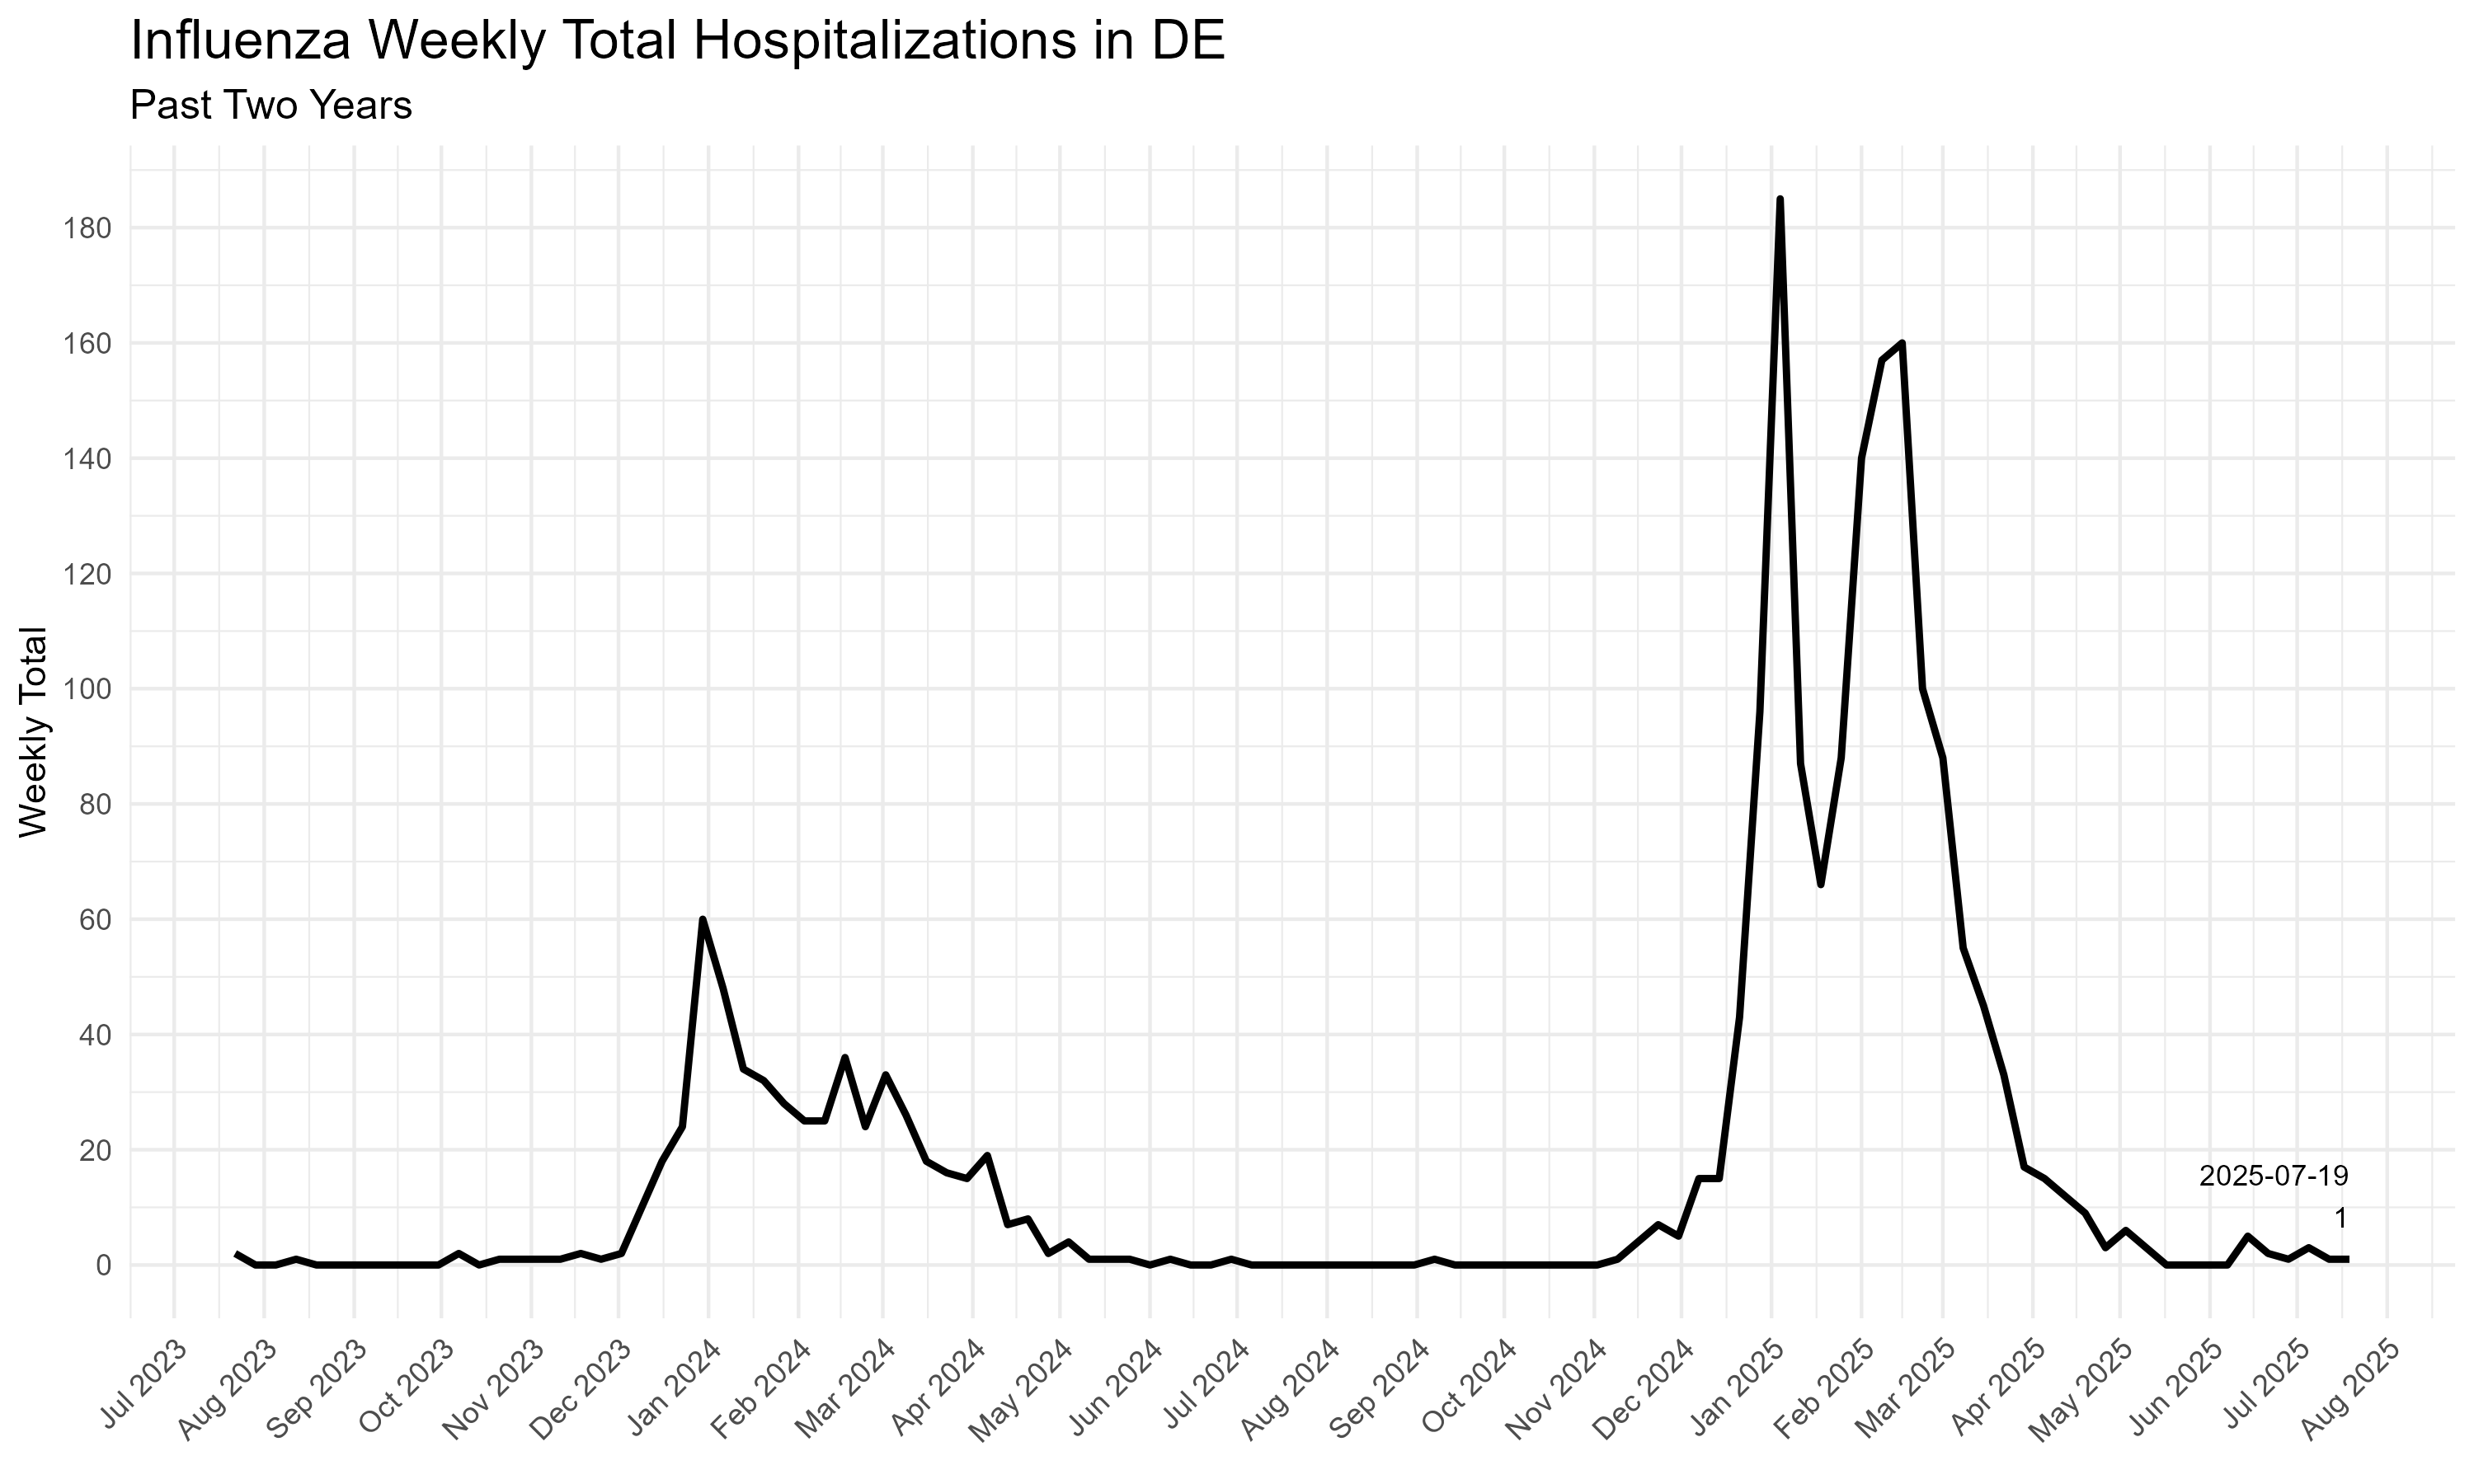 Influenza Weekly Total Hospitalizations in DE
Past Two Years
Weekly Total
180
160
140
120
100
80
60
40
20
0
2025-07-19
1
Jul 2023
Aug 2023
Sep 2023
Oct 2023
Nov 2023
Dec 2023
Jan 2024
Feb 2024
Mar 2024
Apr 2024
May 2024
Jun 2024
Jul 2024
Aug 2024
Sep 2024
Oct 2024
Nov 2024
Dec 2024
Jan 2025
Feb 2025
Mar 2025
Apr 2025
May 2025
Jun 2025
Jul 2025
Aug 2025